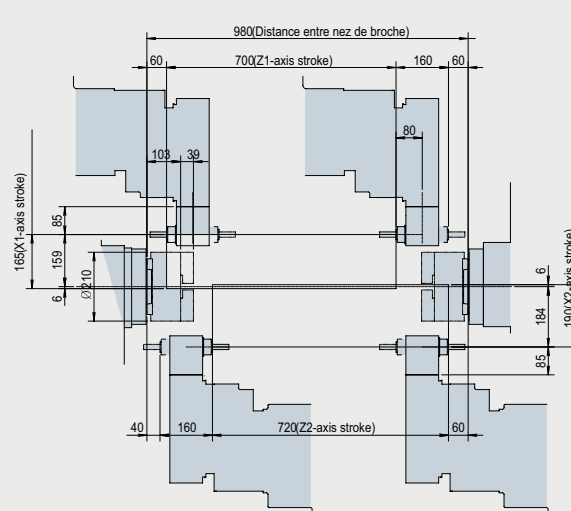 980(Distance entre nez de broche)
60 700(Z1-axis stroke) 160 60
80
103 39
165(X1-axis stroke)
85
159
6
Ø210
6
184
190(X2-axis stroke)
85
40 160 720(Z2-axis stroke) 60